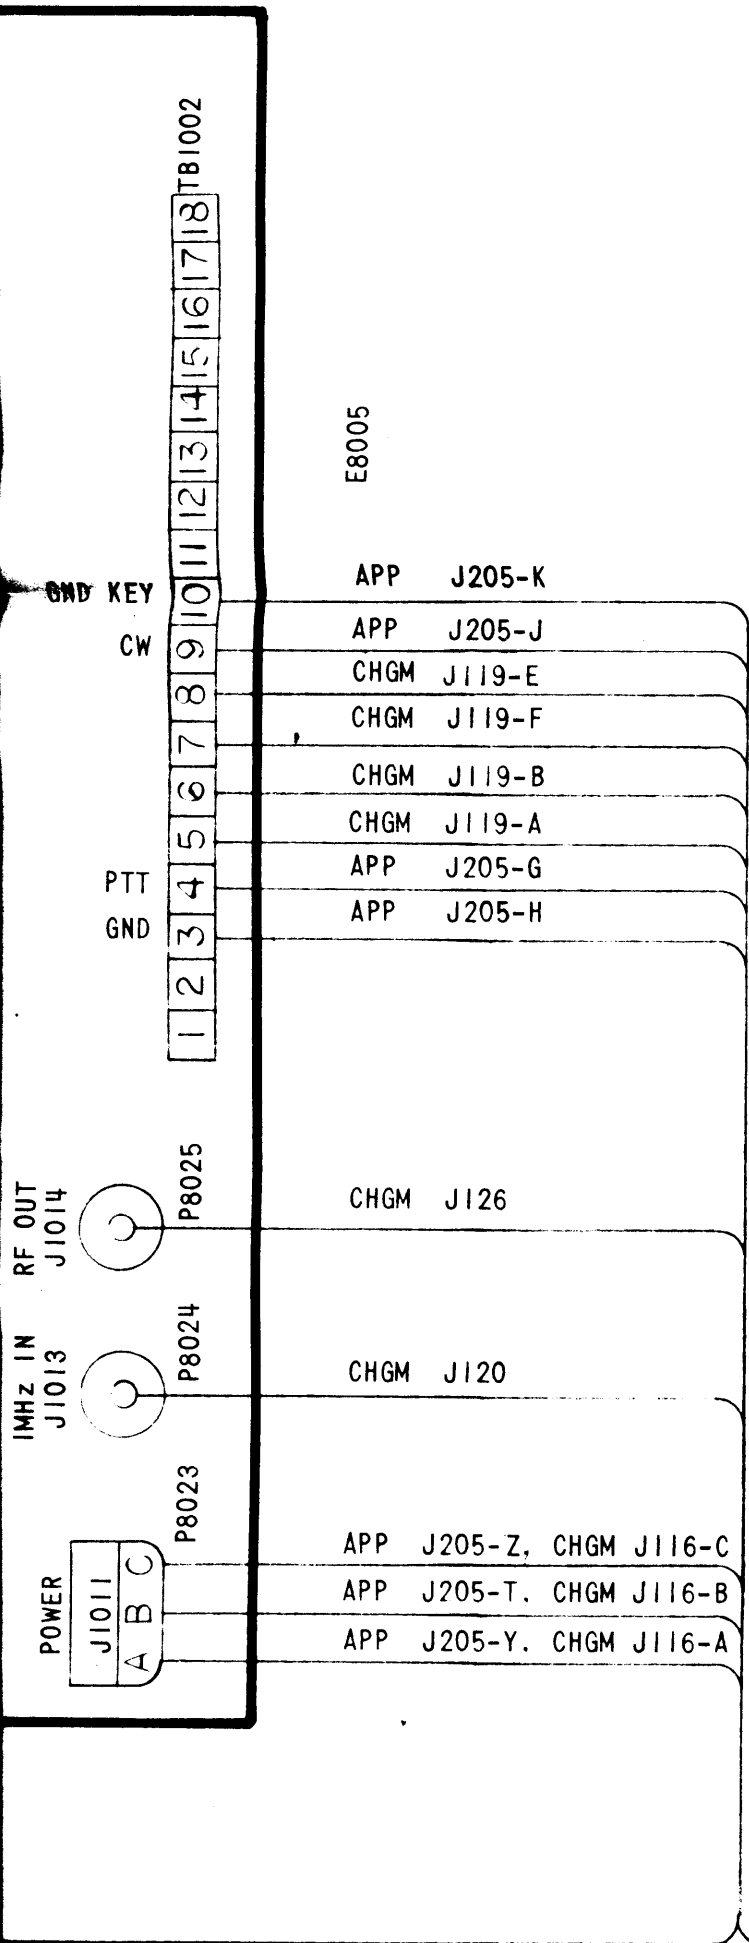 TB1002
18
17
16
15
14
13
12
11
10
9
8
7
6
5
4
3
2
1
E8005
GND KEY
CW
PTT
GND
APP J205-K
APP J205-J
CHGM J119-E
CHGM J119-F
CHGM J119-B
CHGM J119-A
APP J205-G
APP J205-H
RF OUT
J1014
P8025
CHGM J126
1MHz IN
J1013
P8024
CHGM J120
P8023
POWER
J1011
A B C
APP J205-Z, CHGM J116-C
APP J205-T. CHGM J116-B
APP J205-Y. CHGM J116-A